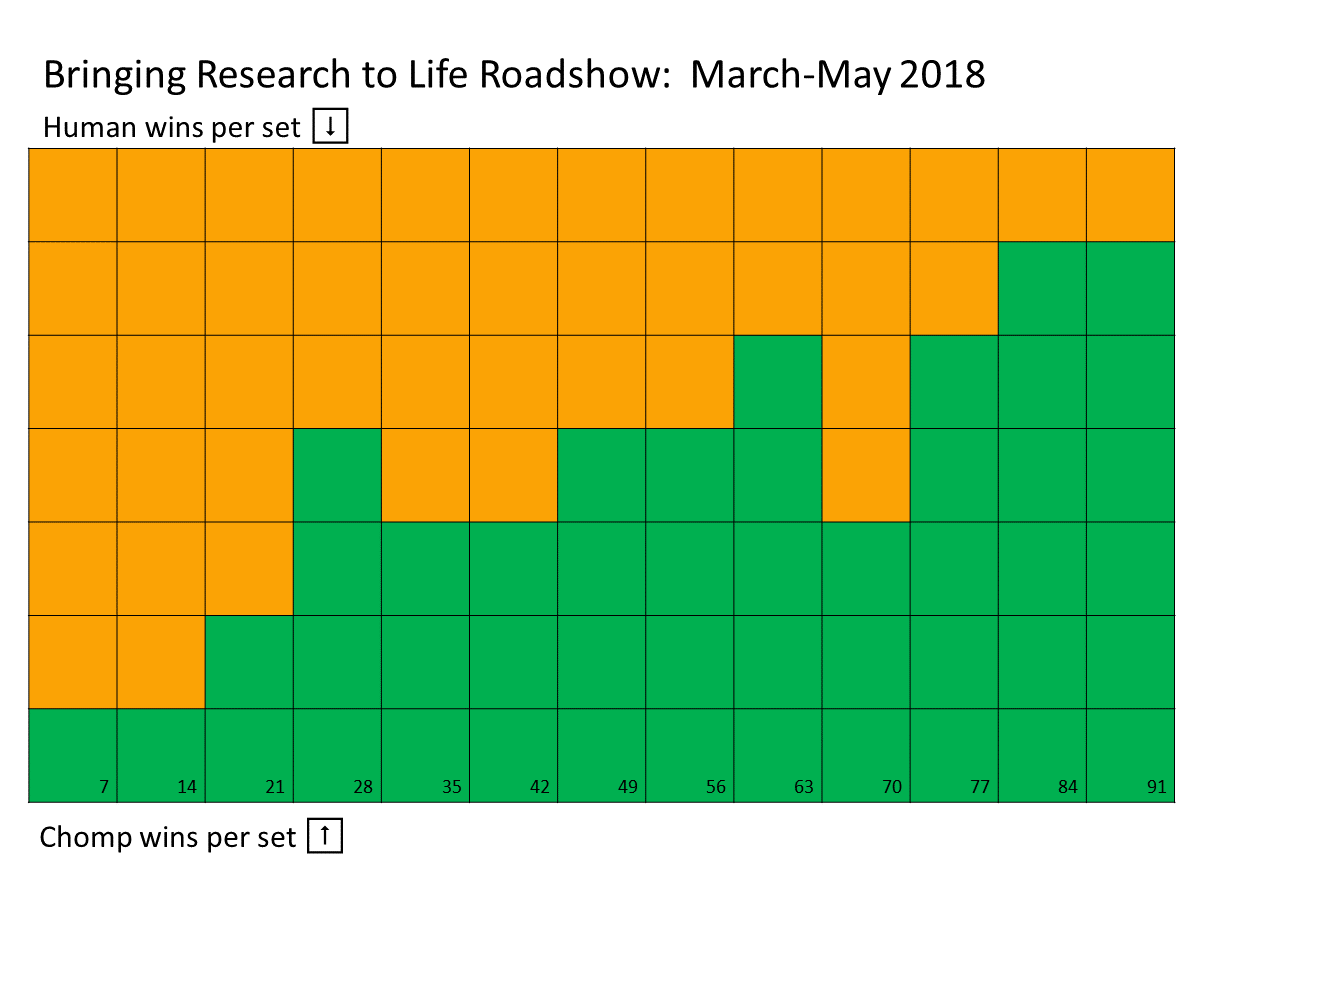 Bringing Research to Life Roadshow:  March-May 2018
Human wins per set ↓
7 14 21 28 35 42 49 56 63 70 77 84 91
Chomp wins per set ↑